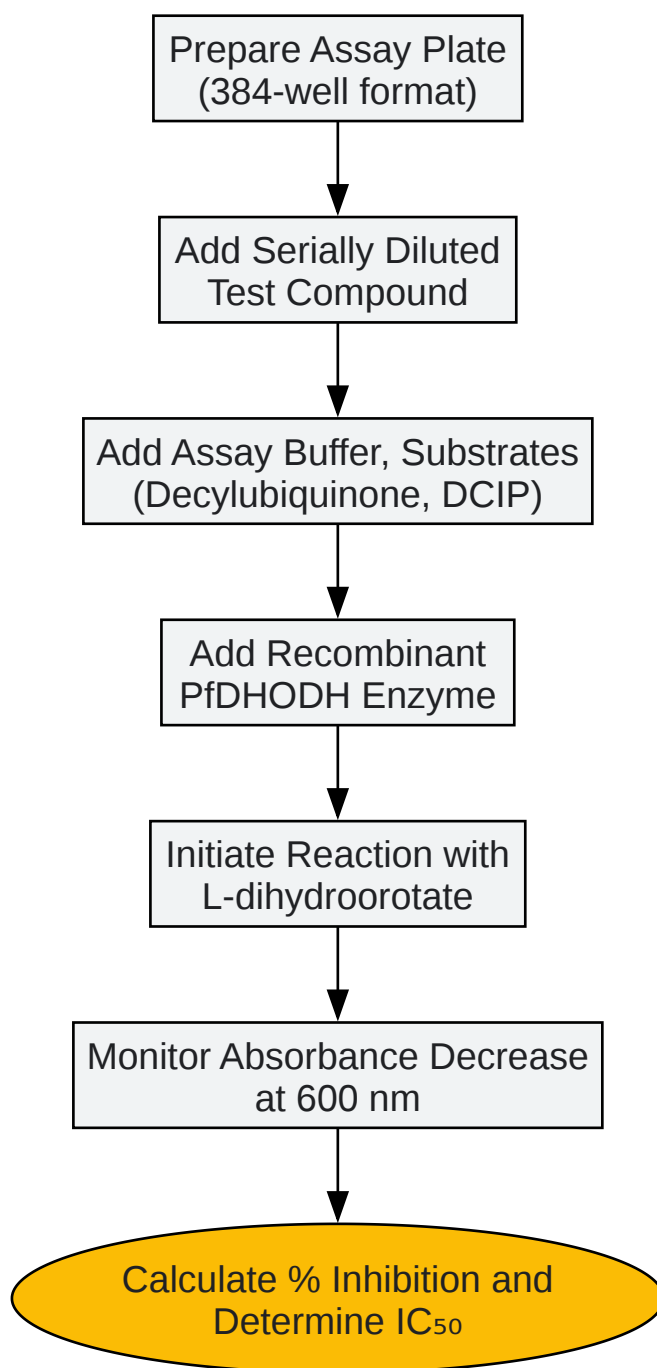 Prepare Assay Plate
(384-well format)
Add Serially Diluted
Test Compound
Add Assay Buffer, Substrates
(Decylubiquinone, DCIP)
Add Recombinant
PfDHODH Enzyme
Initiate Reaction with
L-dihydroorotate
Monitor Absorbance Decrease
at 600 nm
Calculate % Inhibition and
Determine IC₅₀